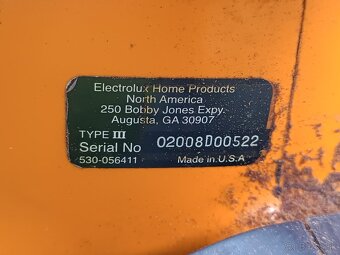 Electrolux Home Products
North America
250 Bobby Jones Expy.
Augusta, GA 30907
TYPE III
Serial No 02008D00522
530-056411 Made in U.S.A